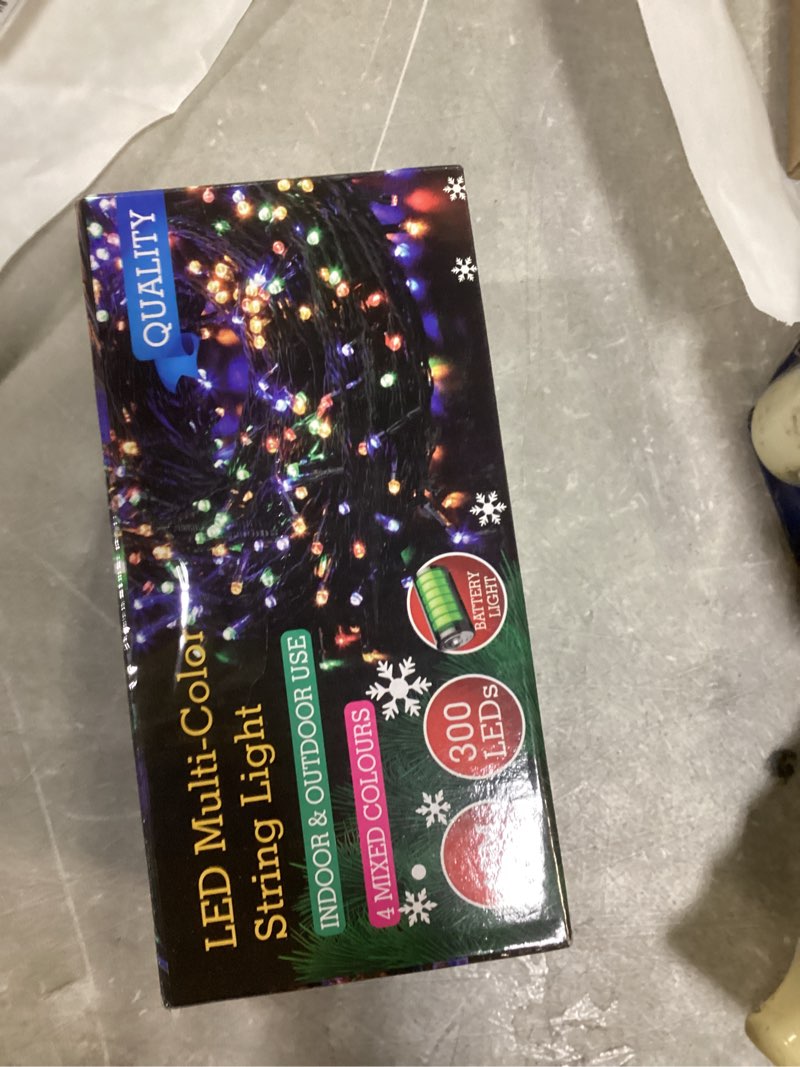 QUALITY
LED Multi-Color
String Light
INDOOR & OUTDOOR USE
4 MIXED COLOURS
300
LEDs
BATTERY
LIGHT